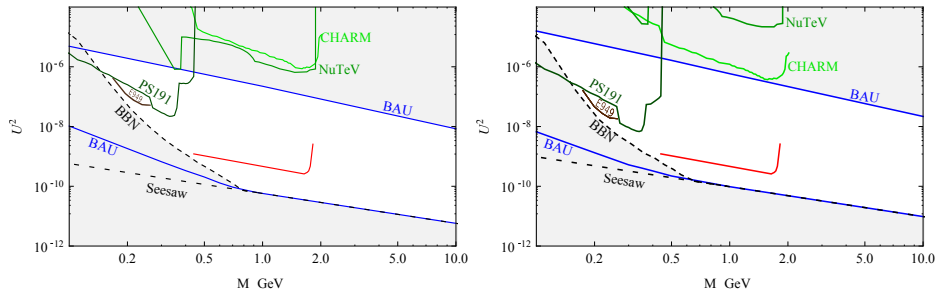 CHARM
NuTeV
10^-6
PS191
E949
BAU
U^2
BBN
10^-8
BAU
10^-10
Seesaw
10^-12
0.2 0.5 1.0 2.0 5.0 10.0
M GeV
NuTeV
10^-6
CHARM
PS191
E949
BAU
U^2
BBN
10^-8
BAU
10^-10
Seesaw
10^-12
0.2 0.5 1.0 2.0 5.0 10.0
M GeV